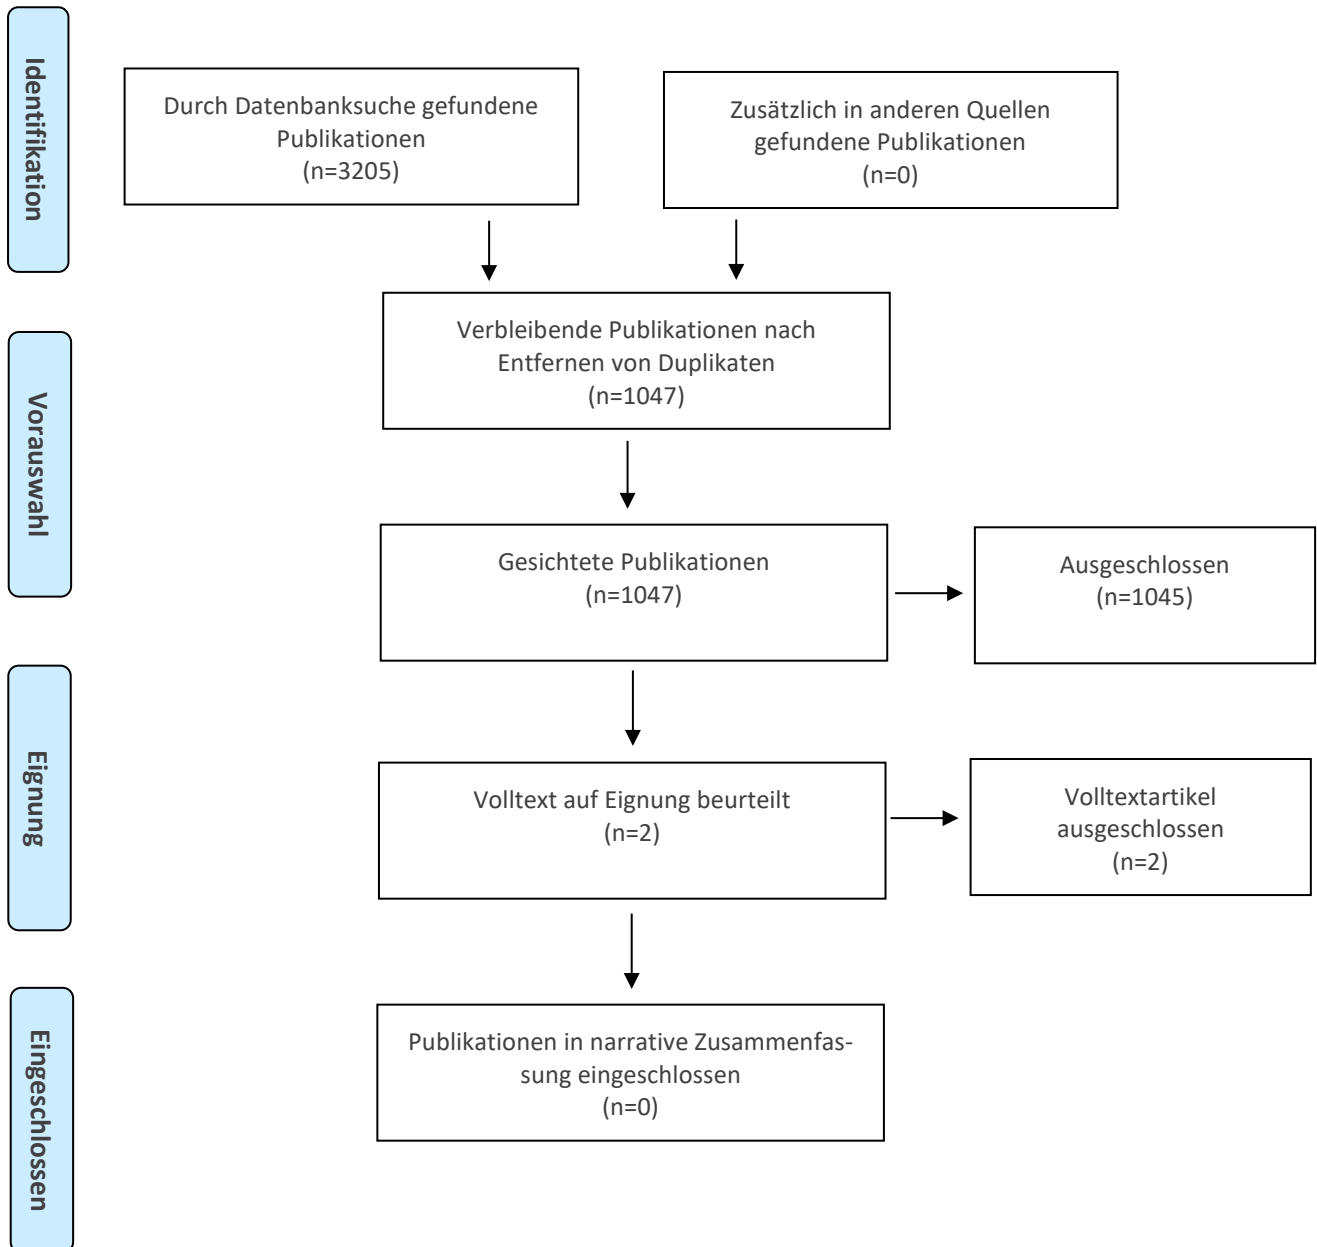 Identifikation
Durch Datenbanksuche gefundene
Publikationen
(n=3205)
Zusätzlich in anderen Quellen
gefundene Publikationen
(n=0)
Verbleibende Publikationen nach
Entfernen von Duplikaten
(n=1047)
Vorauswahl
Gesichtete Publikationen
(n=1047)
Ausgeschlossen
(n=1045)
Eignung
Volltext auf Eignung beurteilt
(n=2)
Volltextartikel
ausgeschlossen
(n=2)
Eingeschlossen
Publikationen in narrative Zusammenfas-
sung eingeschlossen
(n=0)